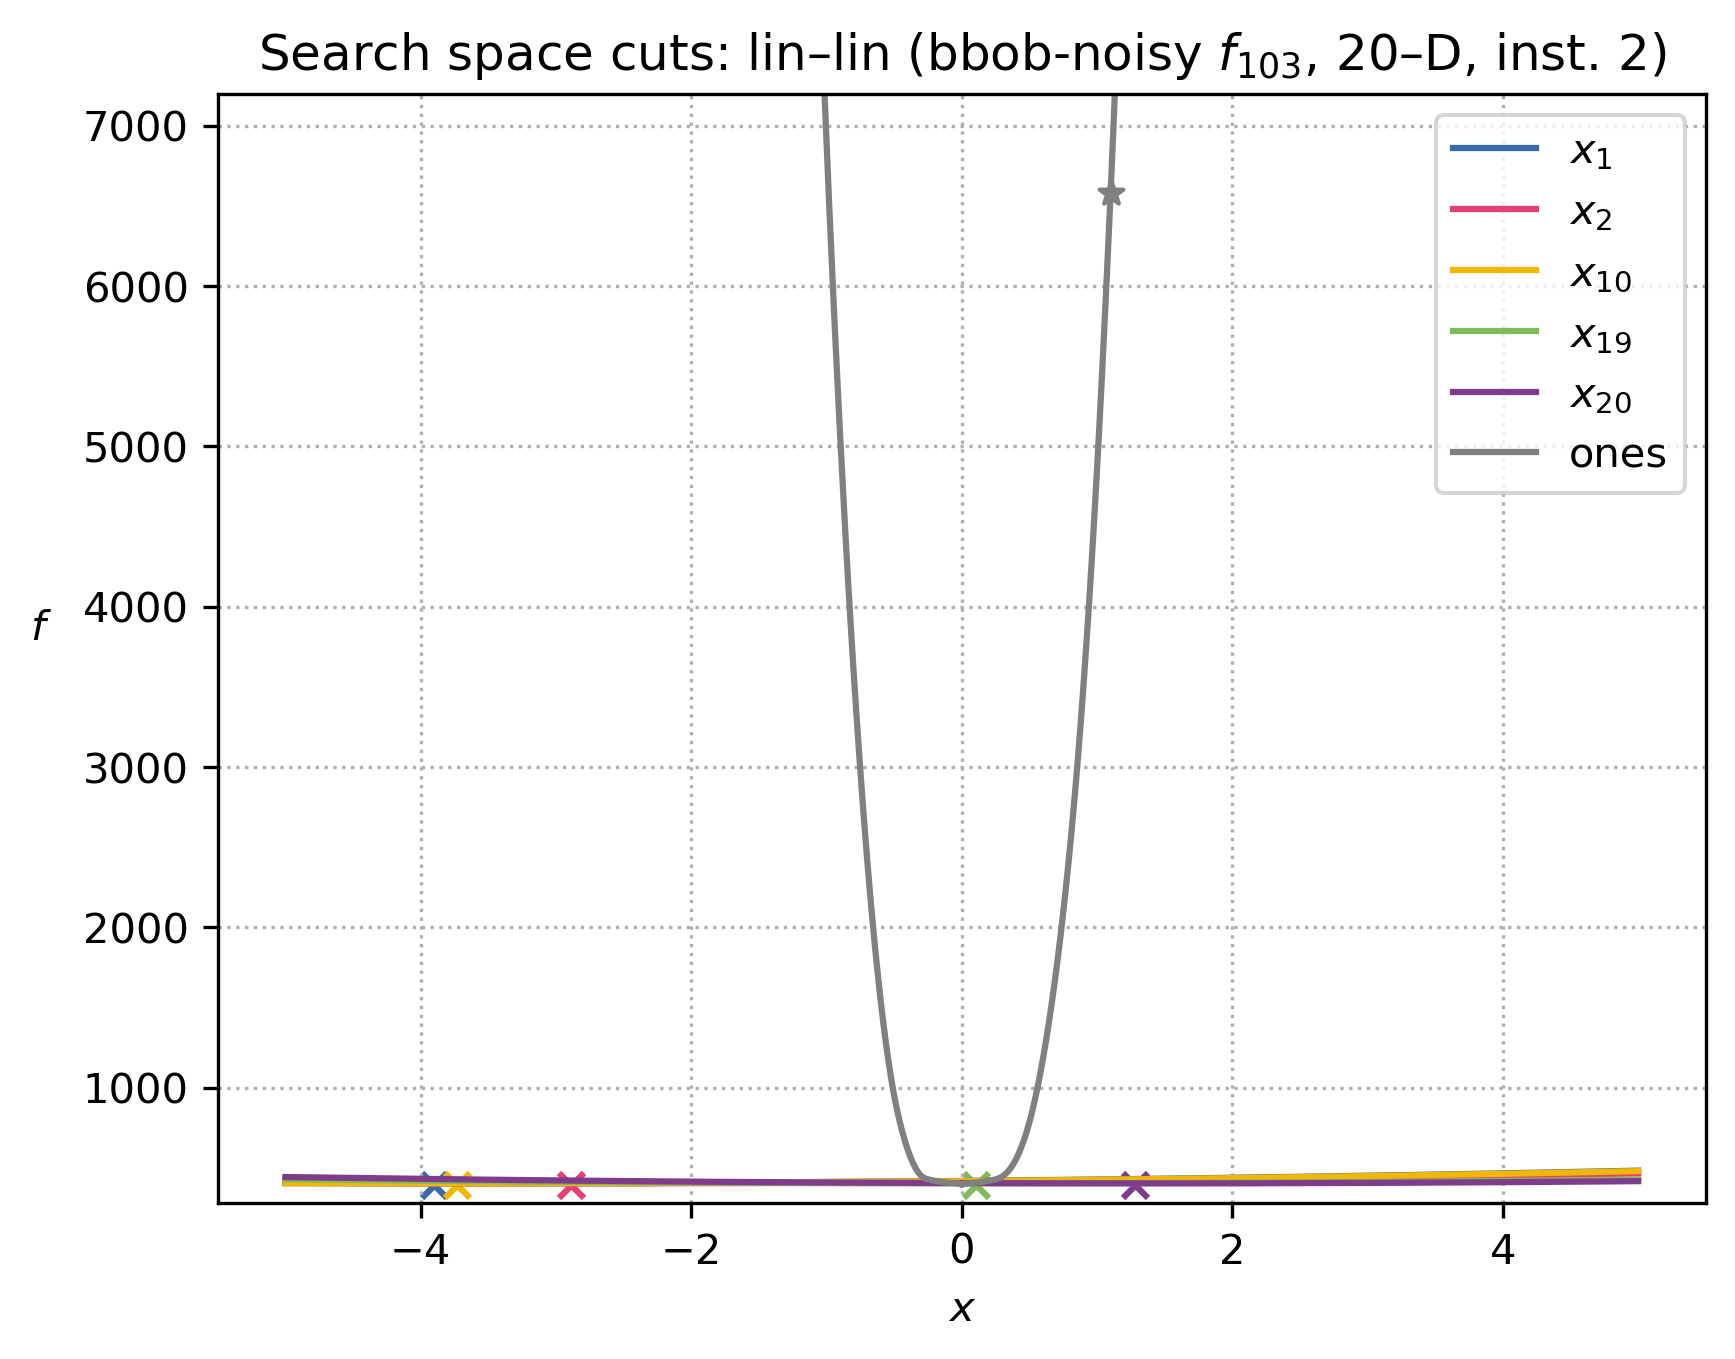 Search space cuts: lin–lin (bbob-noisy f₁₀₃, 20–D, inst. 2)
7000
6000
5000
4000
3000
2000
1000
f
−4
−2
0
2
4
x
x₁
x₂
x₁₀
x₁₉
x₂₀
ones